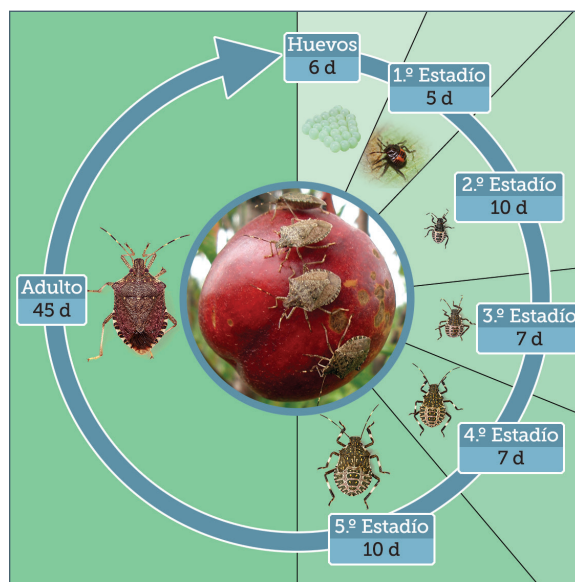 Huevos
6 d
1.º Estadío
5 d
2.º Estadío
10 d
3.º Estadío
7 d
4.º Estadío
7 d
5.º Estadío
10 d
Adulto
45 d